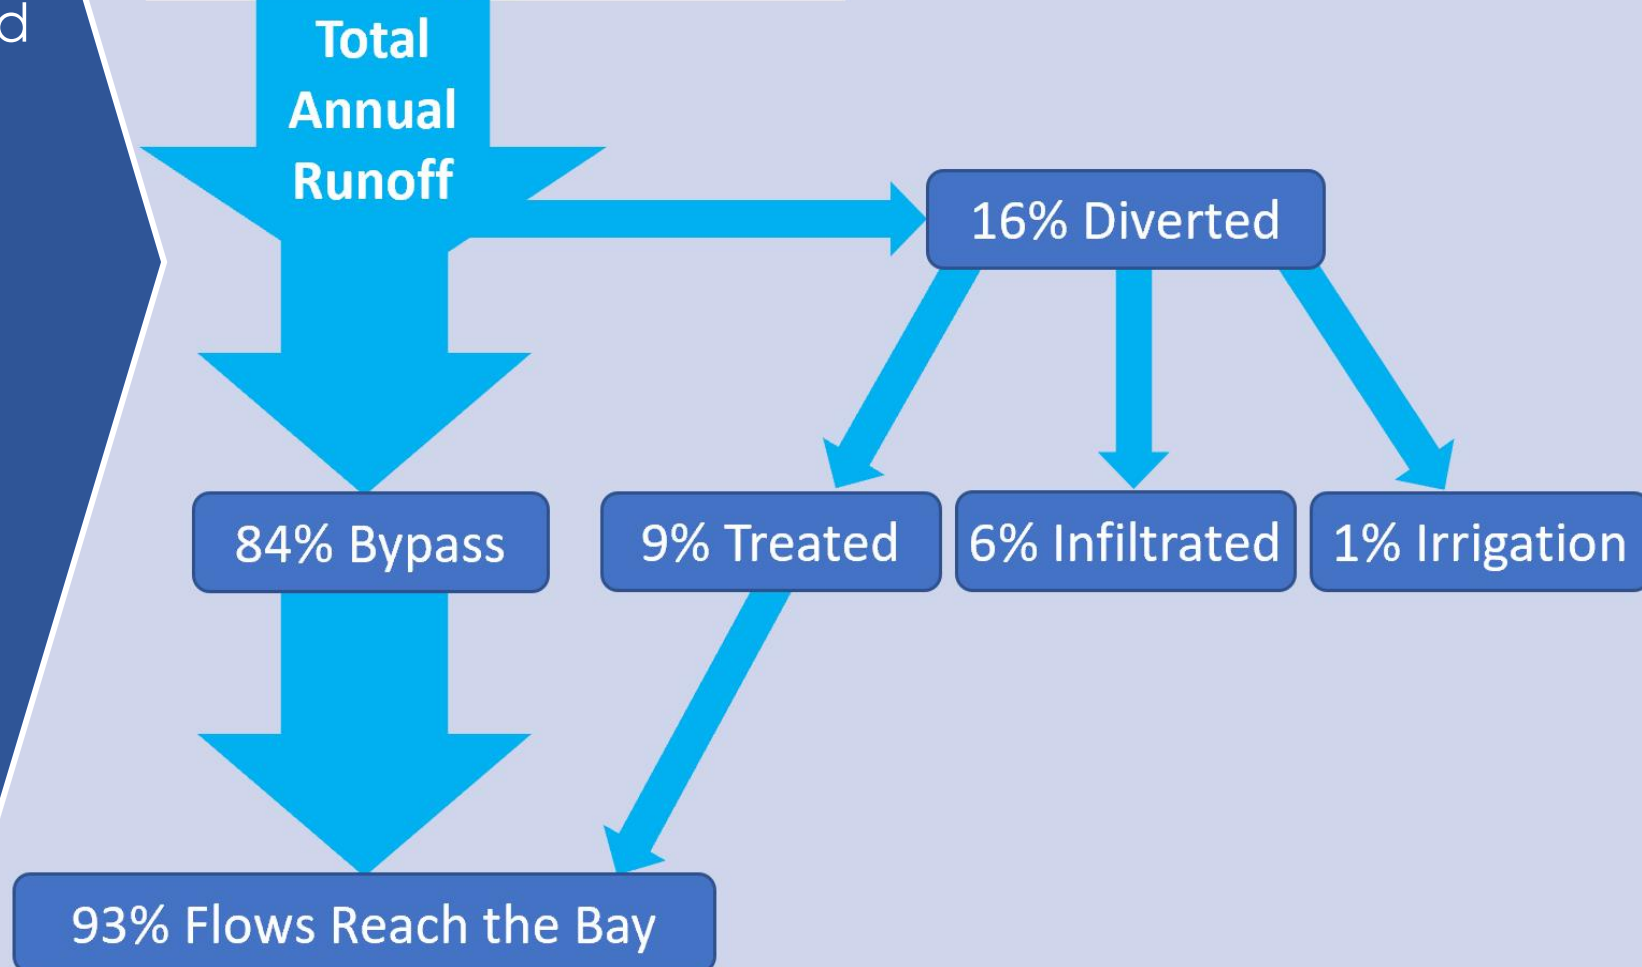 Total
Annual
Runoff
16% Diverted
84% Bypass
9% Treated
6% Infiltrated
1% Irrigation
93% Flows Reach the Bay